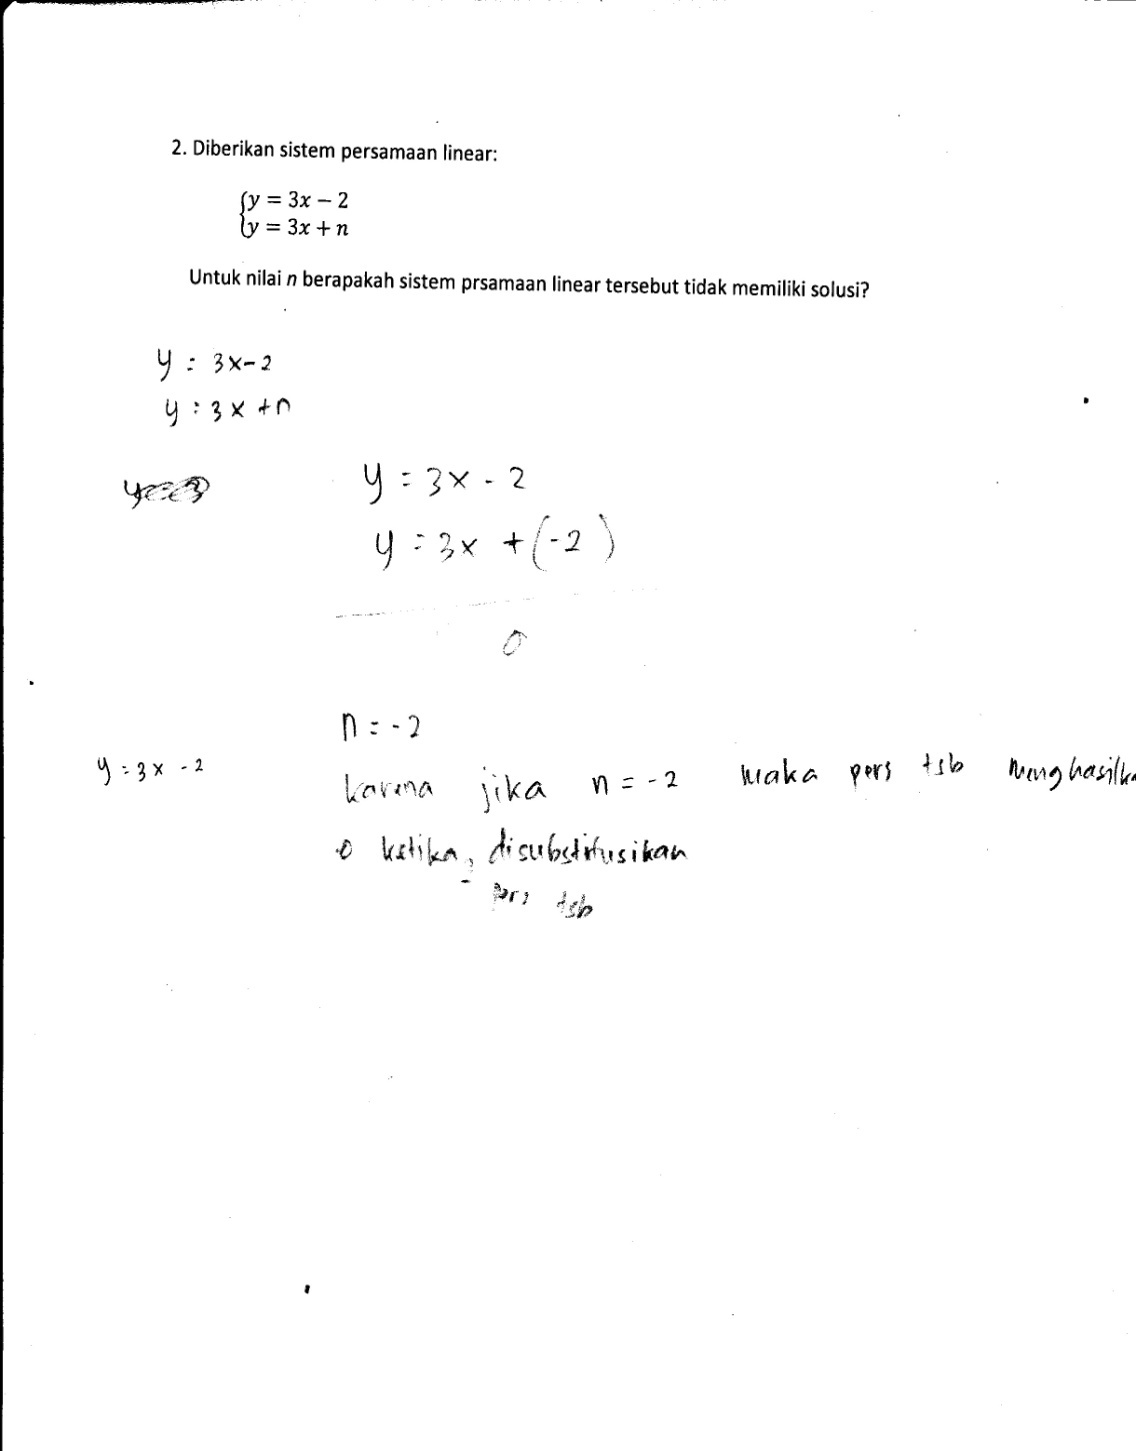 2. Diberikan sistem persamaan linear:
y = 3x − 2
y = 3x + n
Untuk nilai n berapakah sistem prsamaan linear tersebut tidak memiliki solusi?
y = 3x-2
y = 3x +n
y = 3x - 2
y = 3x + (-2)
0
n = -2
y = 3x - 2
karena jika n = -2 maka pers tsb
0 ketika, disubstitusikan
pers tsb